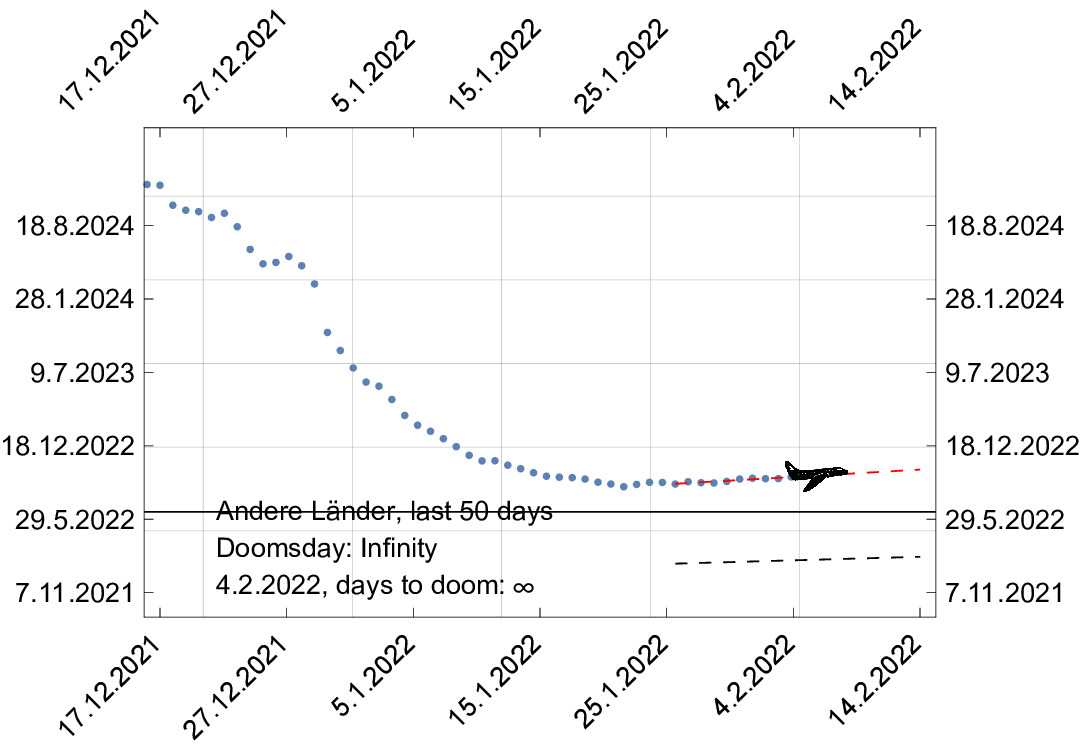 17.12.2021 27.12.2021 5.1.2022 15.1.2022 25.1.2022 4.2.2022 14.2.2022
18.8.2024 18.8.2024
28.1.2024 28.1.2024
9.7.2023 9.7.2023
18.12.2022 18.12.2022
Andere Länder, last 50 days
29.5.2022 29.5.2022
Doomsday: Infinity
4.2.2022, days to doom: ∞
7.11.2021 7.11.2021
17.12.2021 27.12.2021 5.1.2022 15.1.2022 25.1.2022 4.2.2022 14.2.2022